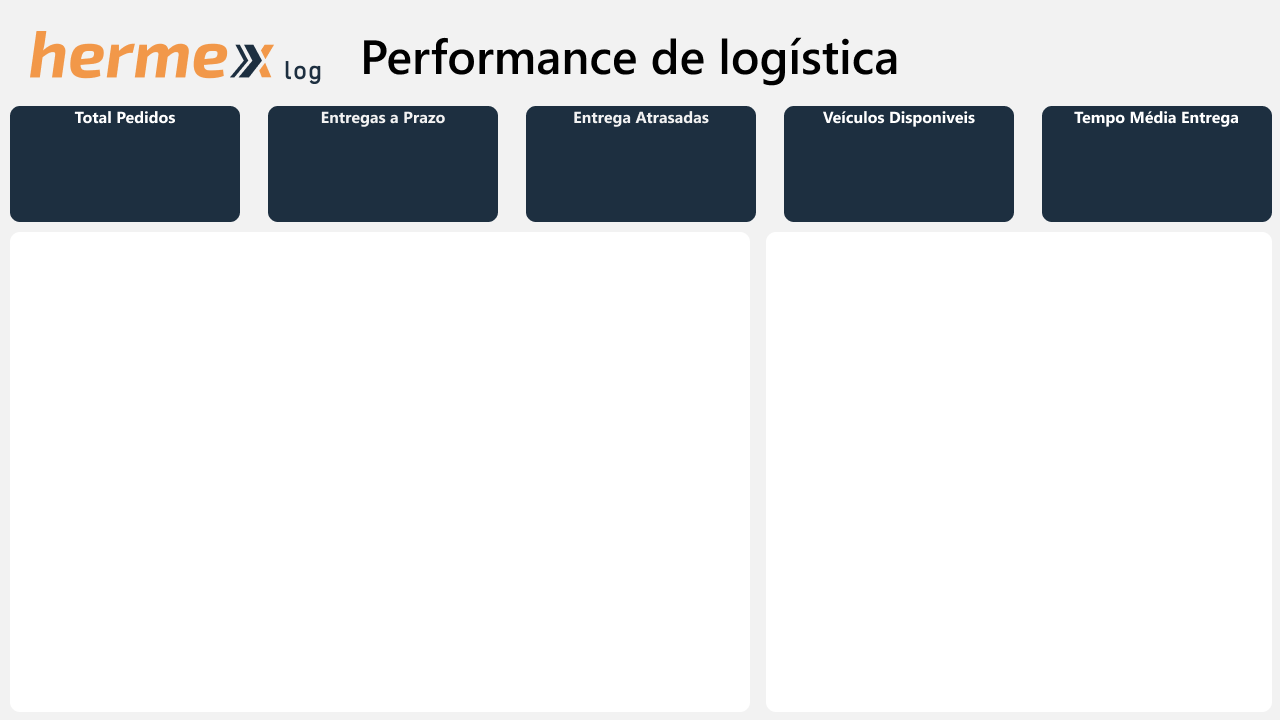 hermex log
Performance de logística
Total Pedidos
Entregas a Prazo
Entrega Atrasadas
Veículos Disponiveis
Tempo Média Entrega